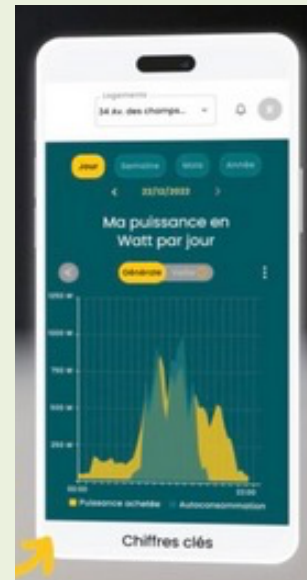 Logements
34 Av. des champs...
Jour Semaine Mois Année
22/12/2022
Ma puissance en
Watt par jour
Générale
1250 W
1000 W
750 W
500 W
250 W
00:00 22:00
Puissance achetée Autoconsommation
Chiffres clés